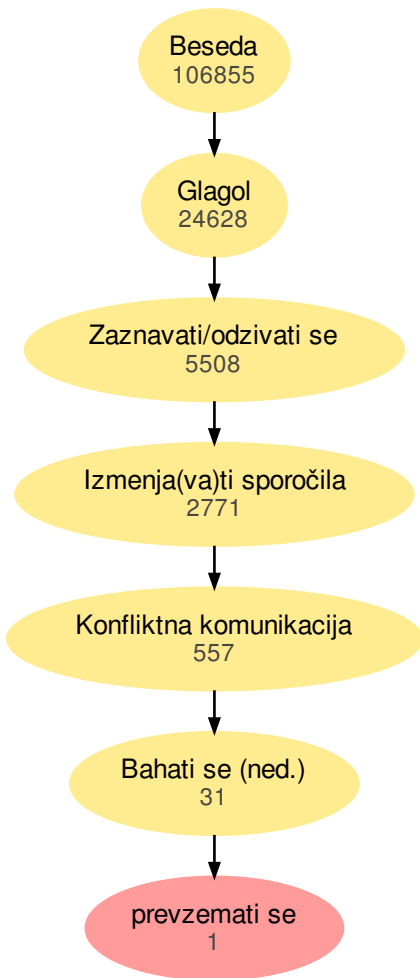 Beseda
106855
Glagol
24628
Zaznavati/odzivati se
5508
Izmenja(va)ti sporočila
2771
Konfliktna komunikacija
557
Bahati se (ned.)
31
prevzemati se
1